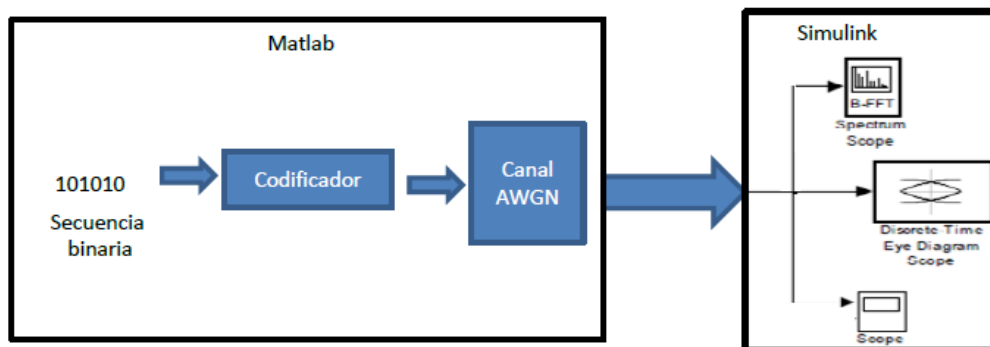 Matlab
101010
Secuencia
binaria
Codificador
Canal
AWGN
Simulink
B-FFT
Spectrum
Scope
Discrete-Time
Eye Diagram
Scope
Scope